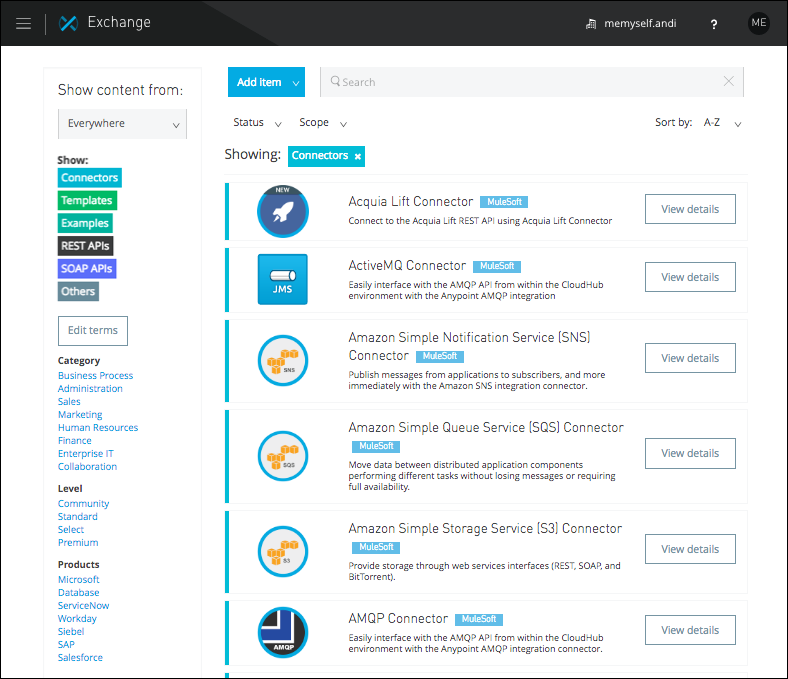 Exchange
memyself.andi
?
ME
Show content from:
Everywhere
Show:
Connectors
Templates
Examples
REST APIs
SOAP APIs
Others
Edit terms
Category
Business Process
Administration
Sales
Marketing
Human Resources
Finance
Enterprise IT
Collaboration
Level
Community
Standard
Select
Premium
Products
Microsoft
Database
ServiceNow
Workday
Siebel
SAP
Salesforce
Add item
Search
Status
Scope
Sort by: A-Z
Showing: Connectors ×
NEW
Acquia Lift Connector MuleSoft
Connect to the Acquia Lift REST API using Acquia Lift Connector
View details
JMS
ActiveMQ Connector MuleSoft
Easily interface with the AMQP API from within the CloudHub
environment with the Anypoint AMQP integration
View details
SNS
Amazon Simple Notification Service (SNS)
Connector MuleSoft
Publish messages from applications to subscribers, and more
immediately with the Amazon SNS integration connector.
View details
SQS
Amazon Simple Queue Service (SQS) Connector
MuleSoft
Move data between distributed application components
performing different tasks without losing messages or requiring
full availability.
View details
S3
Amazon Simple Storage Service (S3) Connector
MuleSoft
Provide storage through web services interfaces (REST, SOAP, and
BitTorrent).
View details
AMQP
AMQP Connector MuleSoft
Easily interface with the AMQP API from within the CloudHub
environment with the Anypoint AMQP integration connector.
View details